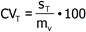 CV_T = s_T / m_v • 100